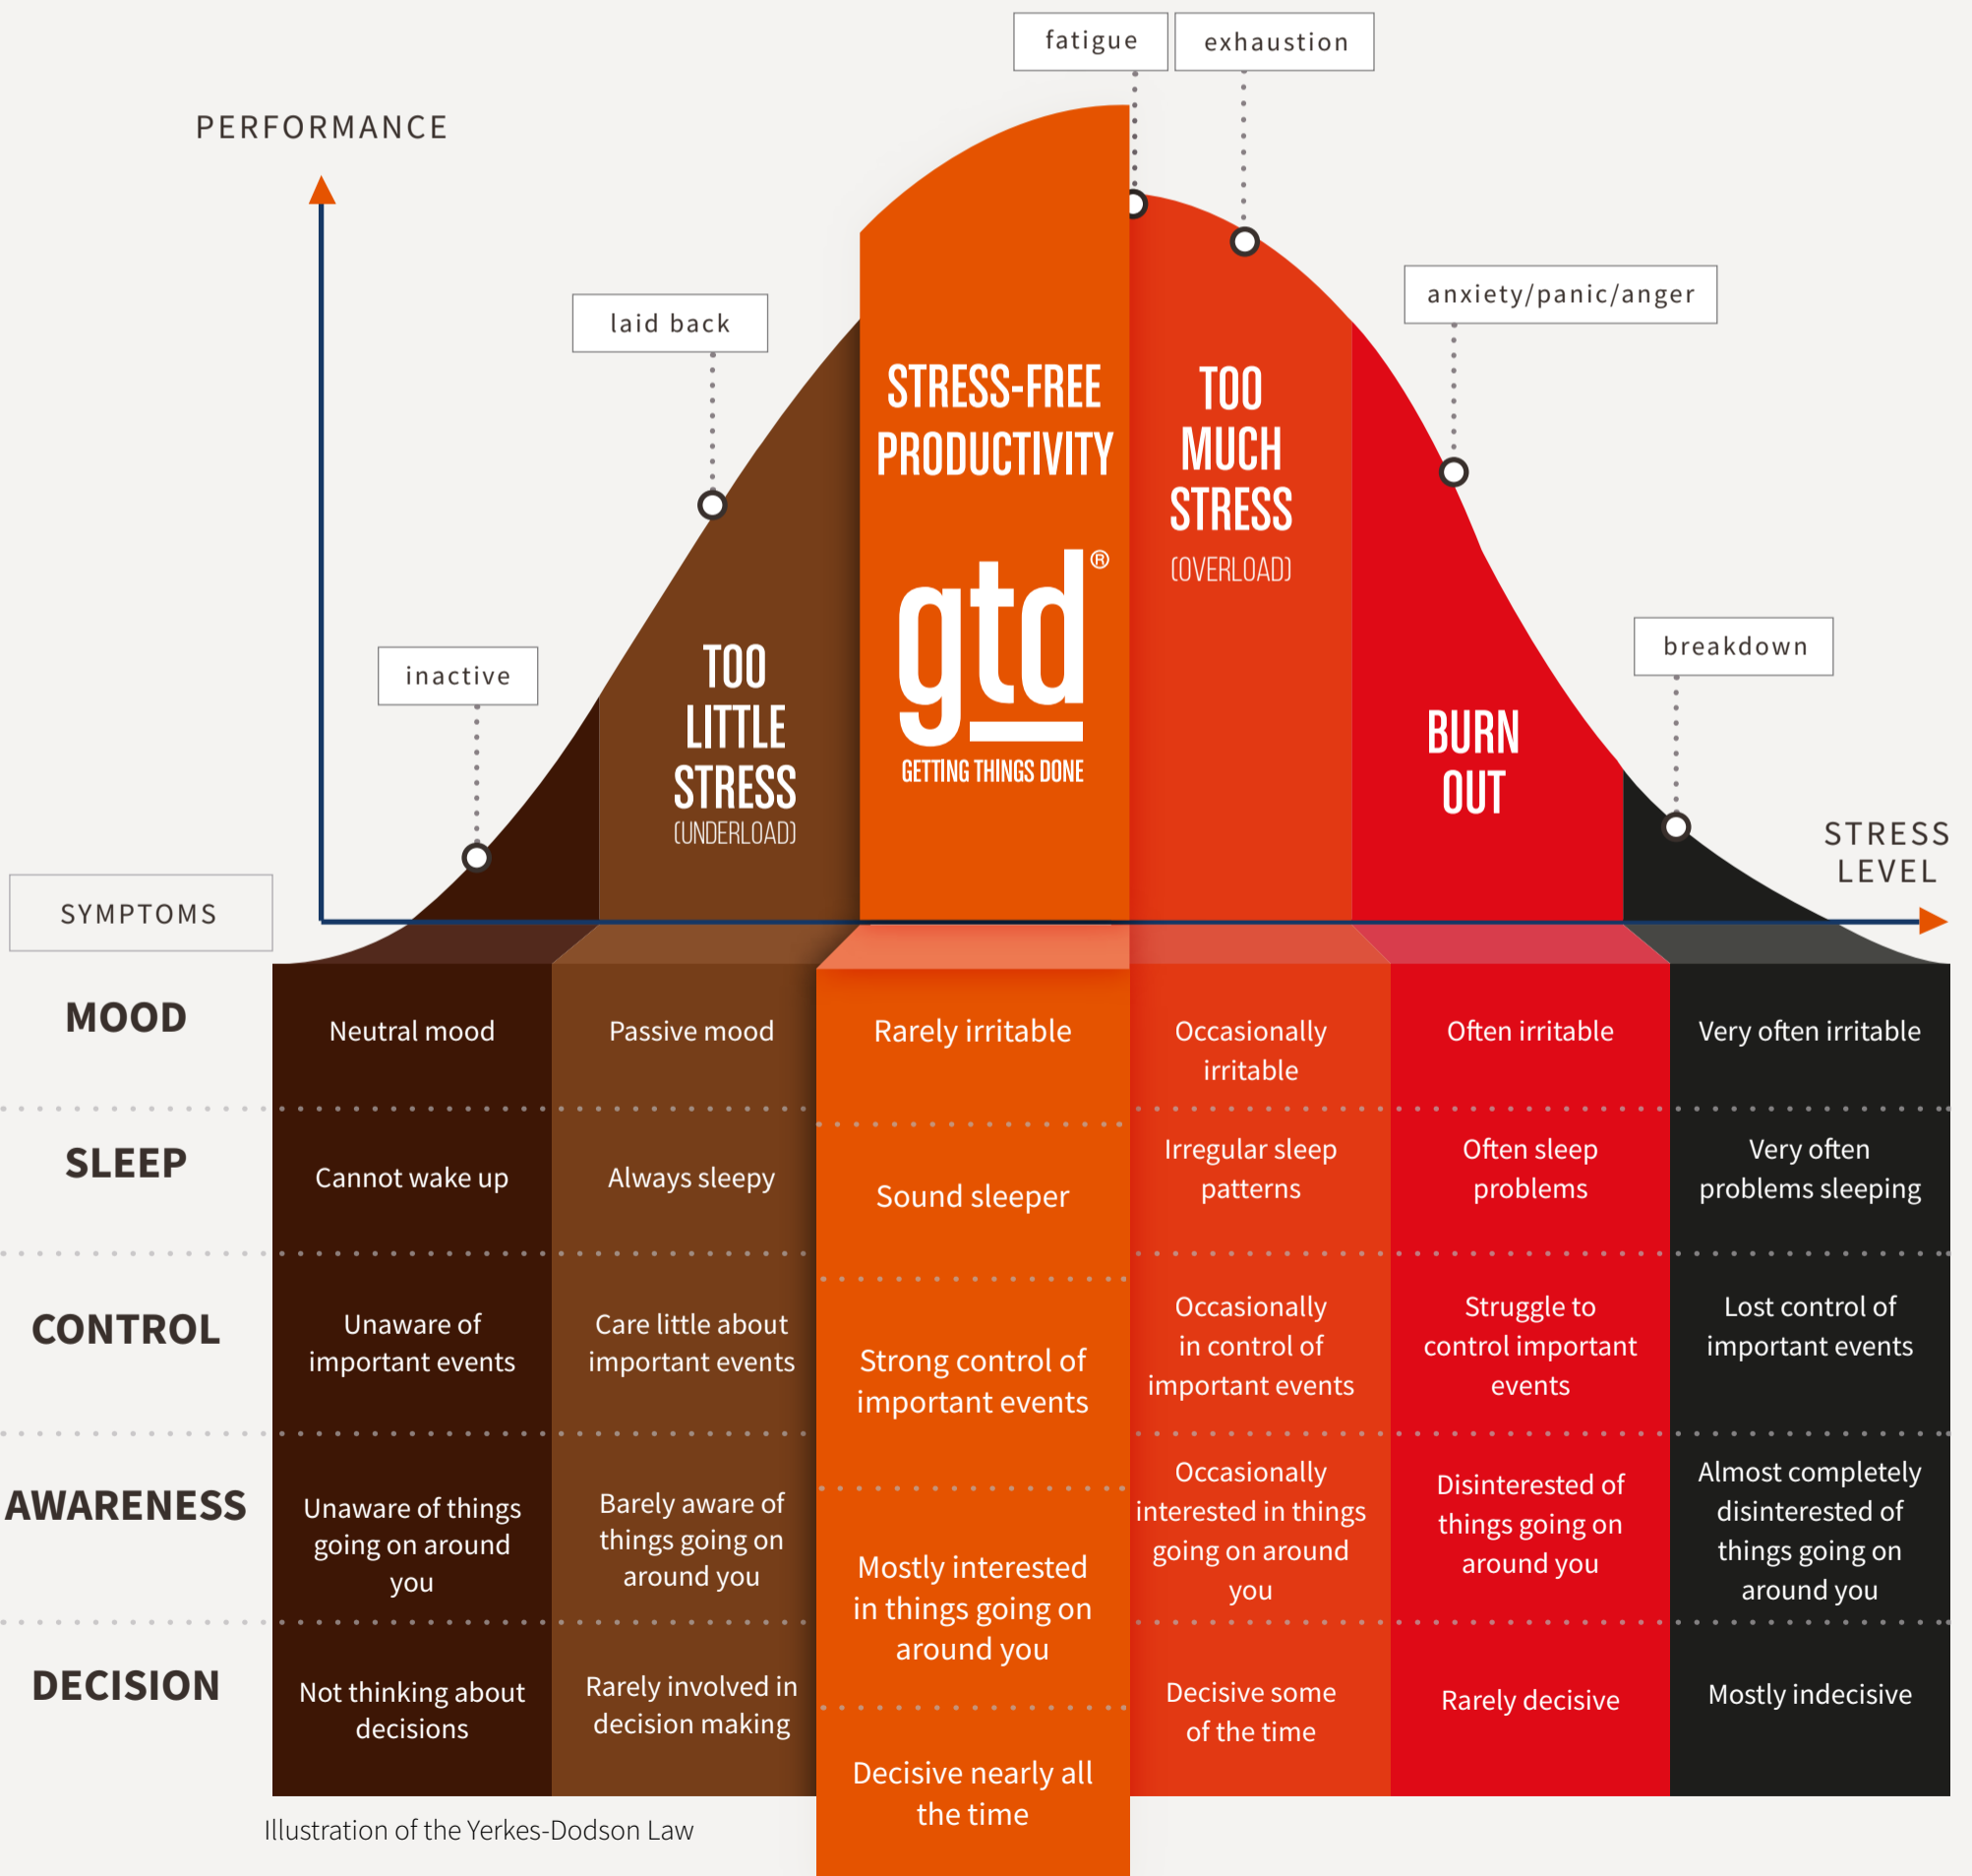 fatigue
exhaustion
PERFORMANCE
anxiety/panic/anger
laid back
STRESS-FREE
PRODUCTIVITY
TOO
MUCH
STRESS
(OVERLOAD)
gtd®
GETTING THINGS DONE
inactive
TOO
LITTLE
STRESS
(UNDERLOAD)
breakdown
BURN
OUT
STRESS
LEVEL
SYMPTOMS
MOOD
Neutral mood
Passive mood
Rarely irritable
Occasionally
irritable
Often irritable
Very often irritable
SLEEP
Cannot wake up
Always sleepy
Sound sleeper
Irregular sleep
patterns
Often sleep
problems
Very often
problems sleeping
CONTROL
Unaware of
important events
Care little about
important events
Strong control of
important events
Occasionally
in control of
important events
Struggle to
control important
events
Lost control of
important events
AWARENESS
Unaware of things
going on around
you
Barely aware of
things going on
around you
Mostly interested
in things going on
around you
Occasionally
interested in things
going on around
you
Disinterested of
things going on
around you
Almost completely
disinterested of
things going on
around you
DECISION
Not thinking about
decisions
Rarely involved in
decision making
Decisive nearly all
the time
Decisive some
of the time
Rarely decisive
Mostly indecisive
Illustration of the Yerkes-Dodson Law